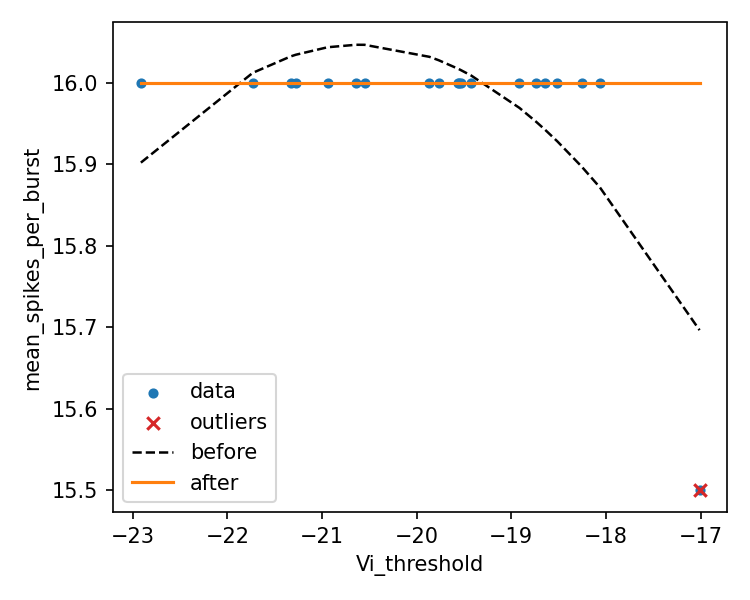 mean_spikes_per_burst
16.0
15.9
15.8
15.7
15.6
15.5
data
outliers
before
after
−23
−22
−21
−20
−19
−18
−17
Vi_threshold